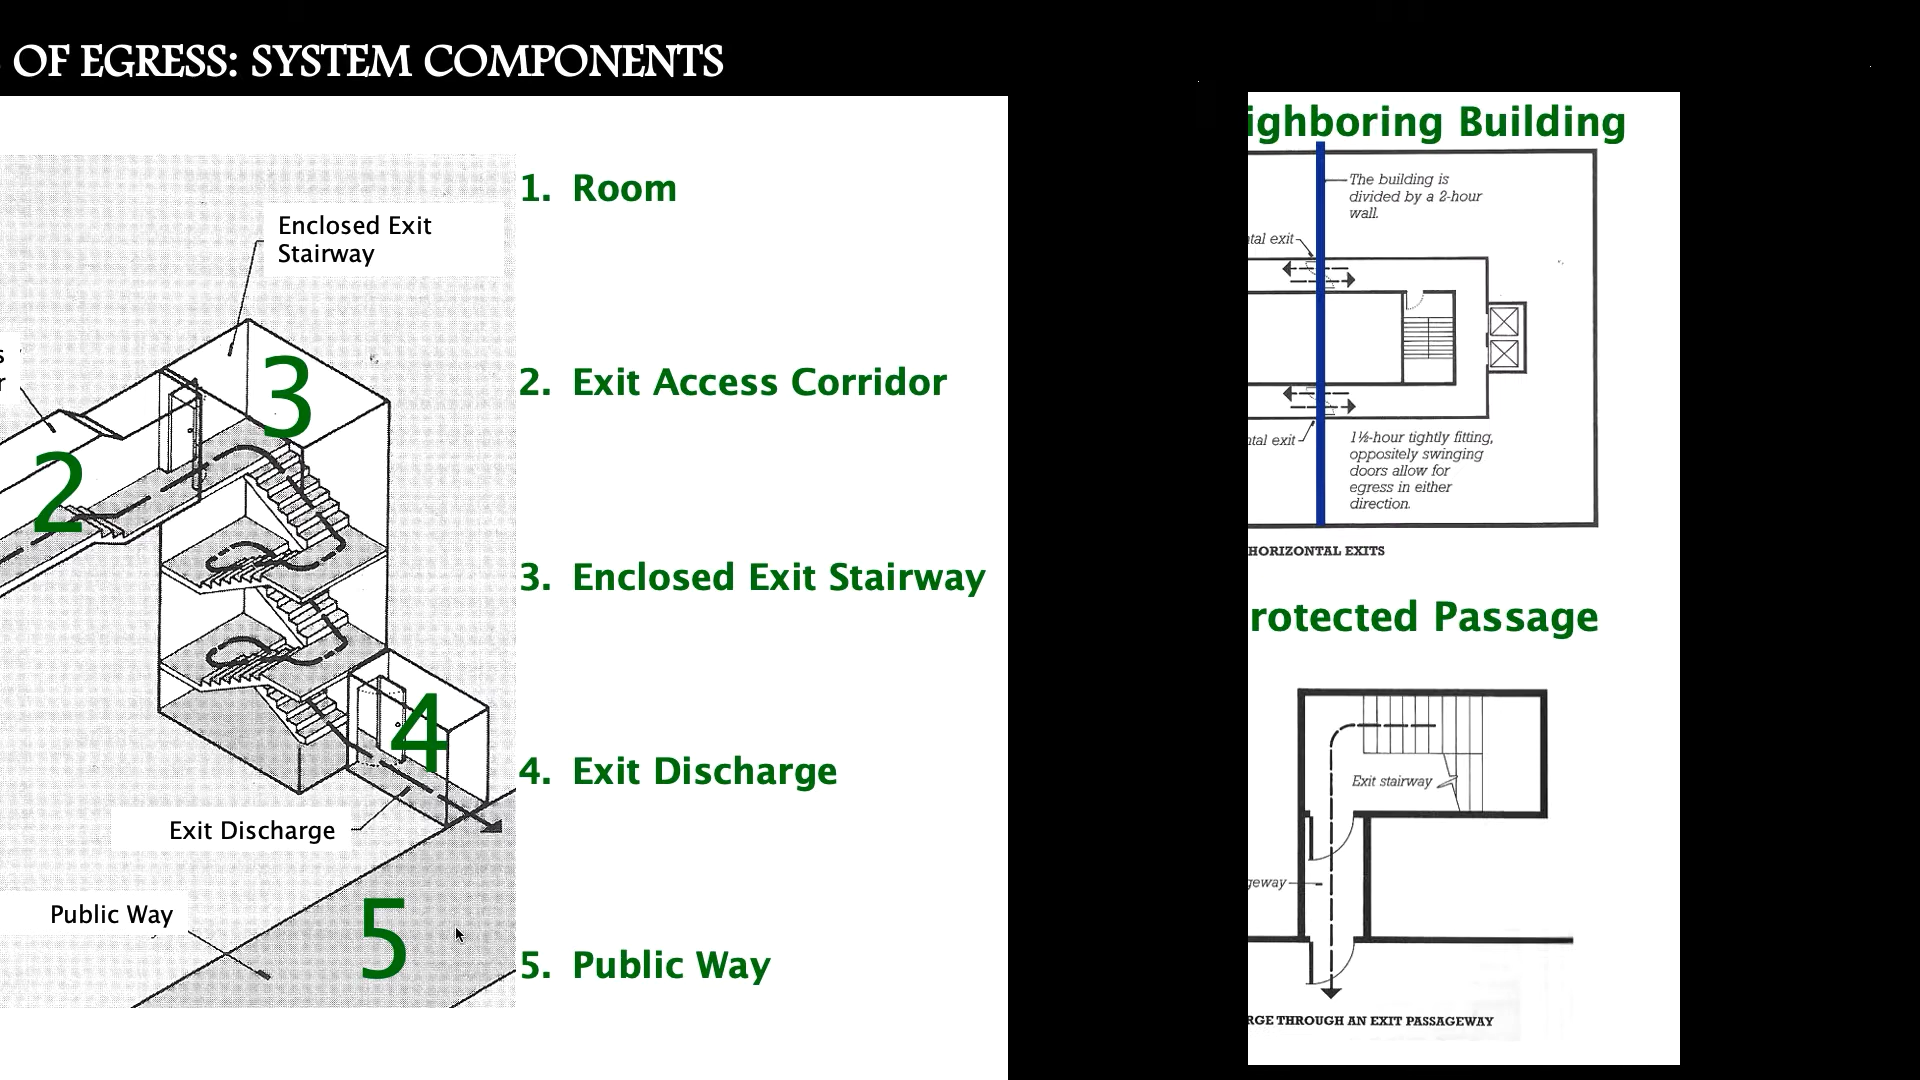 OF EGRESS: SYSTEM COMPONENTS
Enclosed Exit
Stairway
s
r
3
2
4
Exit Discharge
Public Way
5
1. Room
2. Exit Access Corridor
3. Enclosed Exit Stairway
4. Exit Discharge
5. Public Way
ighboring Building
The building is
divided by a 2-hour
wall.
ntal exit
ntal exit
1½-hour tightly fitting,
oppositely swinging
doors allow for
egress in either
direction.
HORIZONTAL EXITS
rotected Passage
Exit stairway
geway
RGE THROUGH AN EXIT PASSAGEWAY